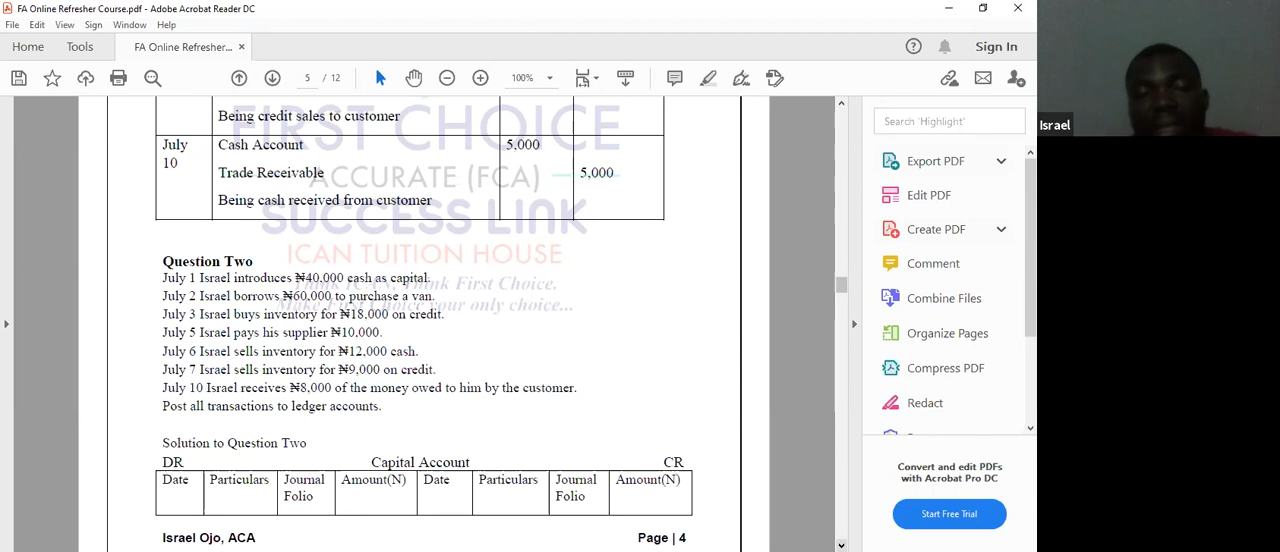 FA Online Refresher Course.pdf - Adobe Acrobat Reader DC
File Edit View Sign Window Help
Home Tools FA Online Refresher... × Sign In
5 / 12 100%
FIRST CHOICE
Being credit sales to customer
July 10 Cash Account 5,000
ACCURATE (FCA)
Trade Receivable 5,000
Being cash received from customer
SUCCESS LINK
ICAN TUITION HOUSE
Think ICAN, Think First Choice.
Make First Choice your only choice...
Question Two
July 1 Israel introduces ₦40,000 cash as capital.
July 2 Israel borrows ₦60,000 to purchase a van.
July 3 Israel buys inventory for ₦18,000 on credit.
July 5 Israel pays his supplier ₦10,000.
July 6 Israel sells inventory for ₦12,000 cash.
July 7 Israel sells inventory for ₦9,000 on credit.
July 10 Israel receives ₦8,000 of the money owed to him by the customer.
Post all transactions to ledger accounts.
Solution to Question Two
DR Capital Account CR
Date Particulars Journal Folio Amount(N) Date Particulars Journal Folio Amount(N)
Israel Ojo, ACA Page | 4
Search 'Highlight'
Export PDF
Edit PDF
Create PDF
Comment
Combine Files
Organize Pages
Compress PDF
Redact
Convert and edit PDFs
with Acrobat Pro DC
Start Free Trial
Israel